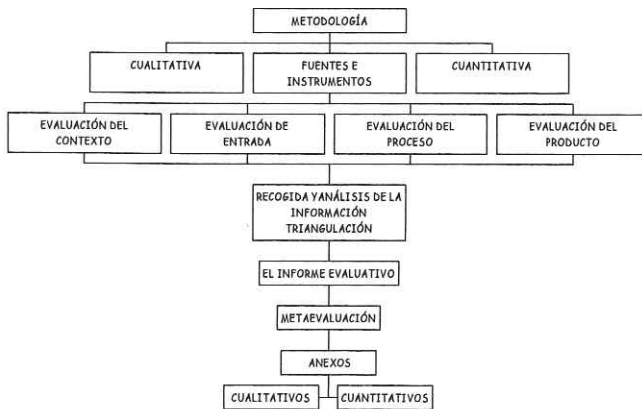 METODOLOGÍA
CUALITATIVA
FUENTES E
INSTRUMENTOS
CUANTITATIVA
EVALUACIÓN DEL
CONTEXTO
EVALUACIÓN DE
ENTRADA
EVALUACIÓN DEL
PROCESO
EVALUACIÓN DEL
PRODUCTO
RECOGIDA YANÁLISIS DE LA
INFORMACIÓN
TRIANGULACIÓN
EL INFORME EVALUATIVO
METAEVALUACIÓN
ANEXOS
CUALITATIVOS
CUANTITATIVOS